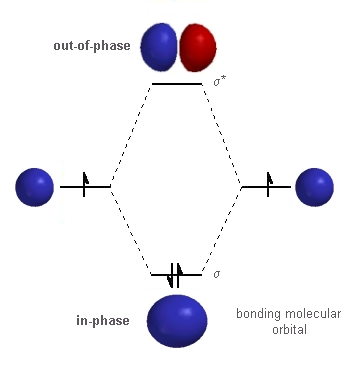 out-of-phase
σ*
σ
in-phase
bonding molecular
orbital